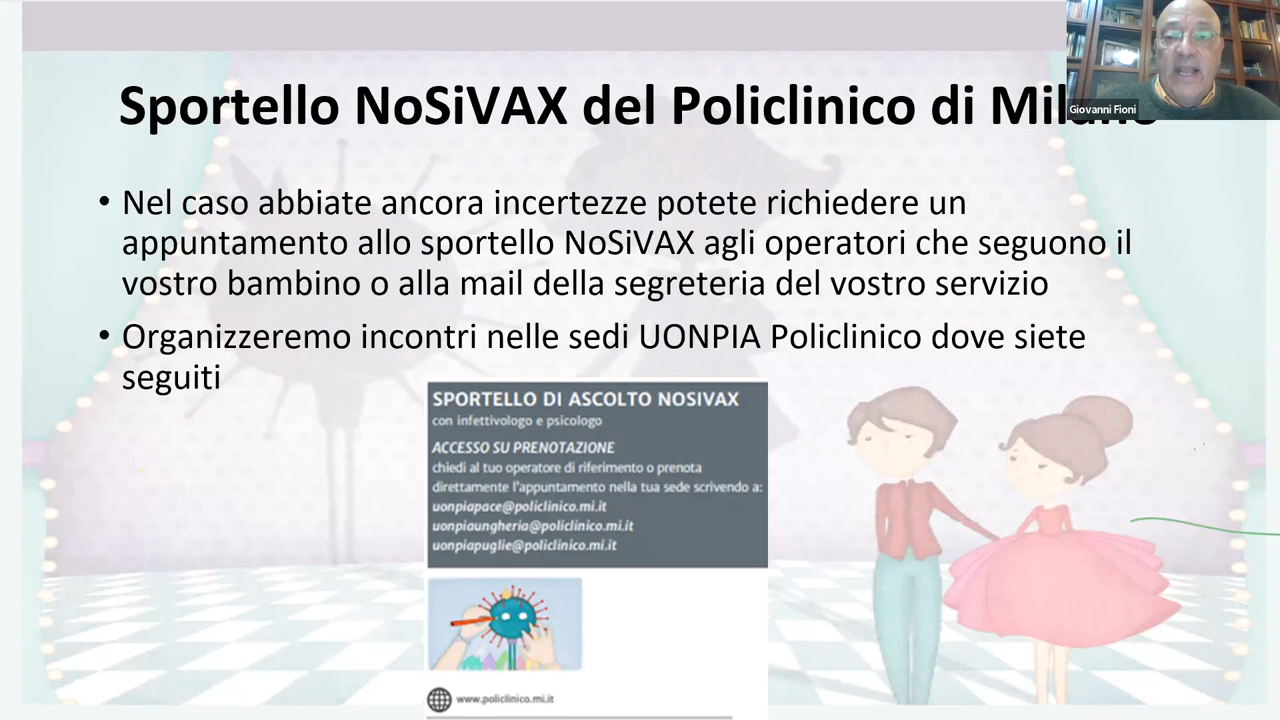 Sportello NoSiVAX del Policlinico di Milano
Giovanni Fioni
• Nel caso abbiate ancora incertezze potete richiedere un
appuntamento allo sportello NoSiVAX agli operatori che seguono il
vostro bambino o alla mail della segreteria del vostro servizio
• Organizzeremo incontri nelle sedi UONPIA Policlinico dove siete
seguiti
SPORTELLO DI ASCOLTO NOSIVAX
con infettivologo e psicologo
ACCESSO SU PRENOTAZIONE
chiedi al tuo operatore di riferimento o prenota
direttamente l'appuntamento nella tua sede scrivendo a:
uonpiapace@policlinico.mi.it
uonpiaungheria@policlinico.mi.it
uonpiapuglie@policlinico.mi.it
www.policlinico.mi.it